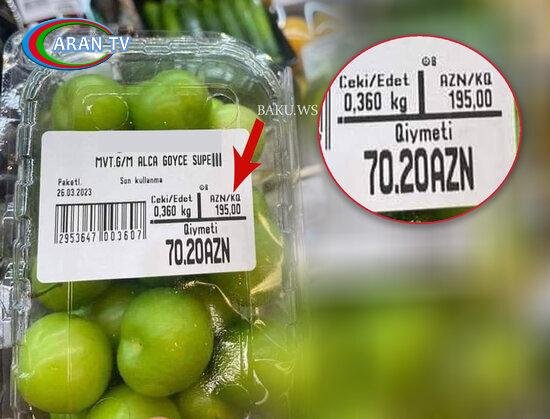 ARAN-TV
BAKU.WS
MVT.G/M ALCA GOYCE SUPE
Paketl. Son kullanma
26.03.2023
Ceki/Edet AZN/KQ
0,360 kg 195,00
Qiymeti
70.20AZN
2953647 003607
Ceki/Edet AZN/KQ
0,360 kg 195,00
Qiymeti
70.20AZN